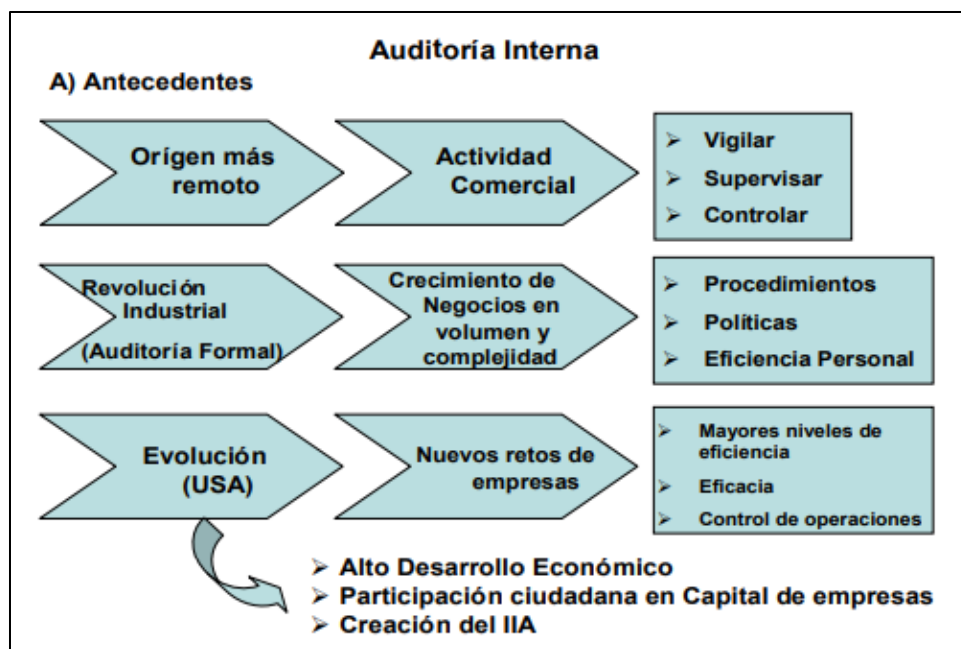 Auditoría Interna
A) Antecedentes
Orígen más
remoto
Actividad
Comercial
➢ Vigilar
➢ Supervisar
➢ Controlar
Revolución
Industrial
(Auditoría Formal)
Crecimiento de
Negocios en
volumen y
complejidad
➢ Procedimientos
➢ Políticas
➢ Eficiencia Personal
Evolución
(USA)
Nuevos retos de
empresas
➢ Mayores niveles de
eficiencia
➢ Eficacia
➢ Control de operaciones
➢ Alto Desarrollo Económico
➢ Participación ciudadana en Capital de empresas
➢ Creación del IIA